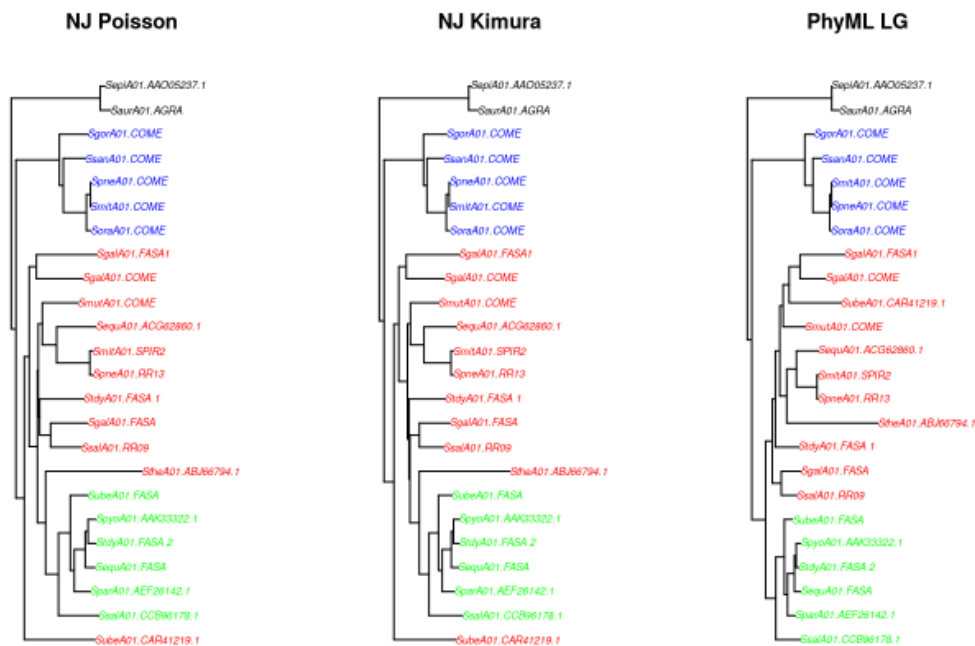 NJ Poisson
SepiA01.AAO05237.1
SaurA01.AGRA
SgorA01.COME
SsanA01.COME
SpneA01.COME
SmitA01.COME
SoraA01.COME
SgalA01.FASA1
SgalA01.COME
SmutA01.COME
SequA01.ACG62860.1
SmitA01.SPIR2
SpneA01.RR13
StdyA01.FASA 1
SgalA01.FASA
SsalA01.RR09
StheA01.ABJ66794.1
SubeA01.FASA
SpyoA01.AAK33322.1
StdyA01.FASA 2
SequA01.FASA
SparA01.AEF26142.1
SsalA01.CCB96178.1
SubeA01.CAR41219.1
NJ Kimura
SepiA01.AAO05237.1
SaurA01.AGRA
SgorA01.COME
SsanA01.COME
SpneA01.COME
SmitA01.COME
SoraA01.COME
SgalA01.FASA1
SgalA01.COME
SmutA01.COME
SequA01.ACG62860.1
SmitA01.SPIR2
SpneA01.RR13
StdyA01.FASA 1
SgalA01.FASA
SsalA01.RR09
StheA01.ABJ66794.1
SubeA01.FASA
SpyoA01.AAK33322.1
StdyA01.FASA 2
SequA01.FASA
SparA01.AEF26142.1
SsalA01.CCB96178.1
SubeA01.CAR41219.1
PhyML LG
SepiA01.AAO05237.1
SaurA01.AGRA
SgorA01.COME
SsanA01.COME
SmitA01.COME
SpneA01.COME
SoraA01.COME
SgalA01.FASA1
SgalA01.COME
SubeA01.CAR41219.1
SmutA01.COME
SequA01.ACG62860.1
SmitA01.SPIR2
SpneA01.RR13
StheA01.ABJ66794.1
StdyA01.FASA 1
SgalA01.FASA
SsalA01.RR09
SubeA01.FASA
SpyoA01.AAK33322.1
StdyA01.FASA 2
SequA01.FASA
SparA01.AEF26142.1
SsalA01.CCB96178.1